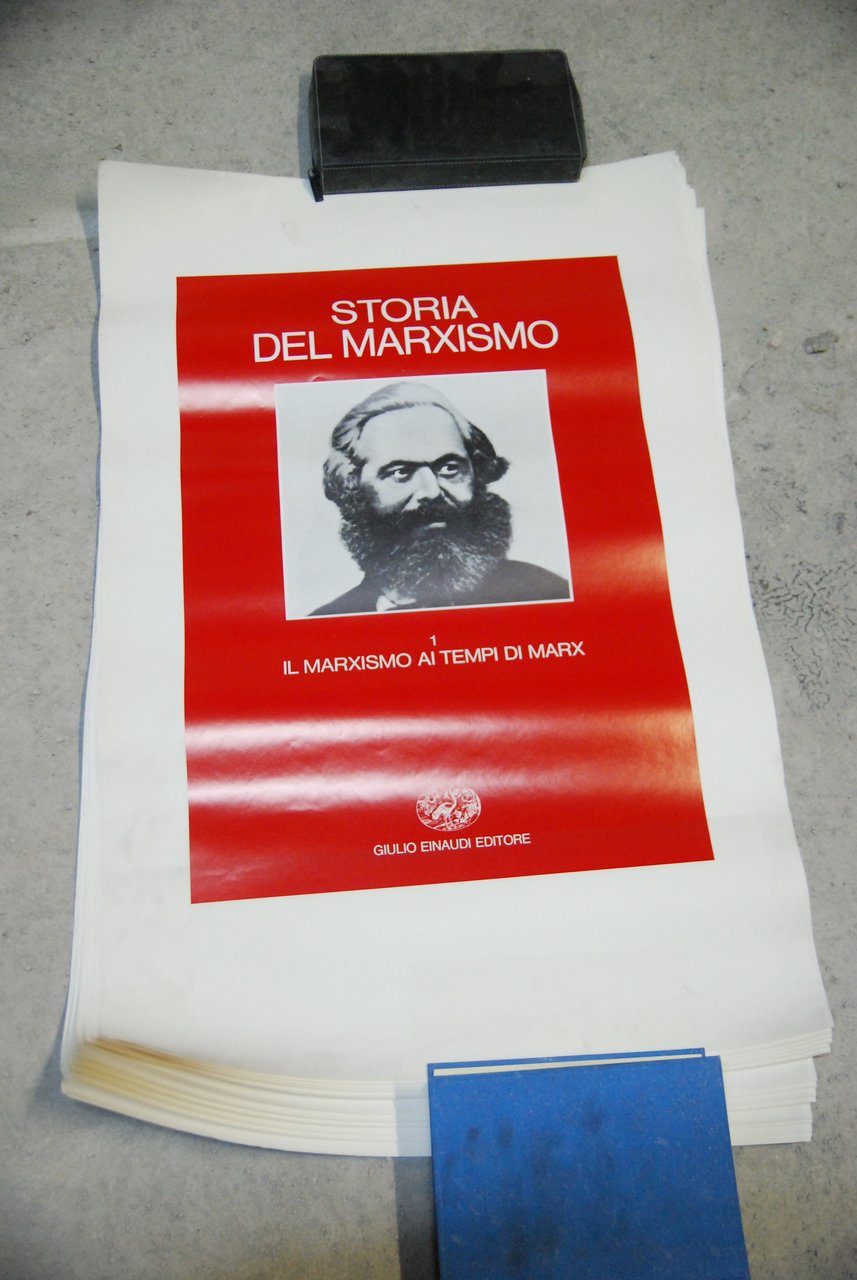 STORIA
DEL MARXISMO
1
IL MARXISMO AI TEMPI DI MARX
GIULIO EINAUDI EDITORE